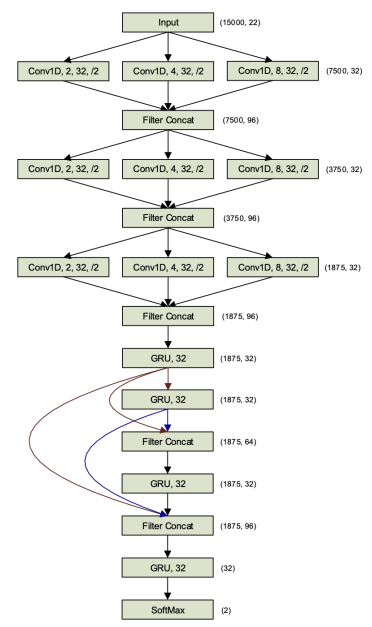 Input (15000, 22)
Conv1D, 2, 32, /2 Conv1D, 4, 32, /2 Conv1D, 8, 32, /2 (7500, 32)
Filter Concat (7500, 96)
Conv1D, 2, 32, /2 Conv1D, 4, 32, /2 Conv1D, 8, 32, /2 (3750, 32)
Filter Concat (3750, 96)
Conv1D, 2, 32, /2 Conv1D, 4, 32, /2 Conv1D, 8, 32, /2 (1875, 32)
Filter Concat (1875, 96)
GRU, 32 (1875, 32)
GRU, 32 (1875, 32)
Filter Concat (1875, 64)
GRU, 32 (1875, 32)
Filter Concat (1875, 96)
GRU, 32 (32)
SoftMax (2)